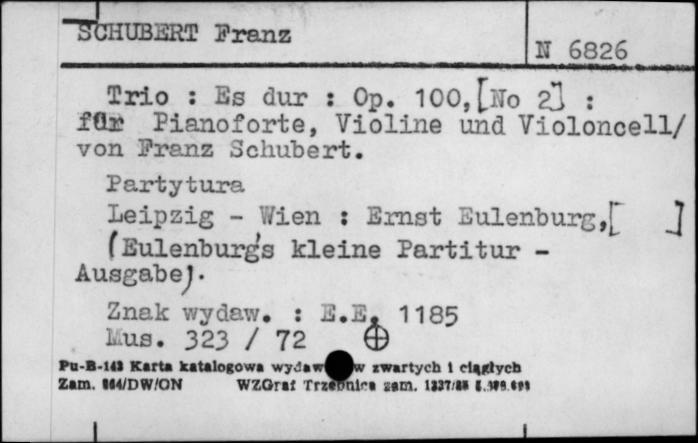 SCHUBERT Franz
N 6826
Trio : Es dur : Op. 100,[No 2] :
für Pianoforte, Violine und Violoncell/
von Franz Schubert.
Partytura
Leipzig - Wien : Ernst Eulenburg,[ ]
(Eulenburg's kleine Partitur -
Ausgabe).
Znak wydaw. : E.E. 1185
Mus. 323 / 72
Pu-B-143 Karta katalogowa wydaw w zwartych i ciągłych
Zam. /DW/ON WZGraf Trzebnica zam.